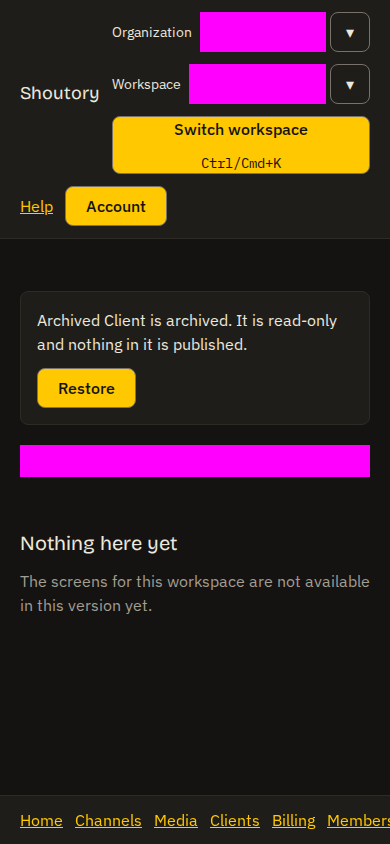 Organization
▼
Shoutory
Workspace
▼
Switch workspace
Ctrl/Cmd+K
Help
Account
Archived Client is archived. It is read-only
and nothing in it is published.
Restore
Nothing here yet
The screens for this workspace are not available
in this version yet.
Home Channels Media Clients Billing Members